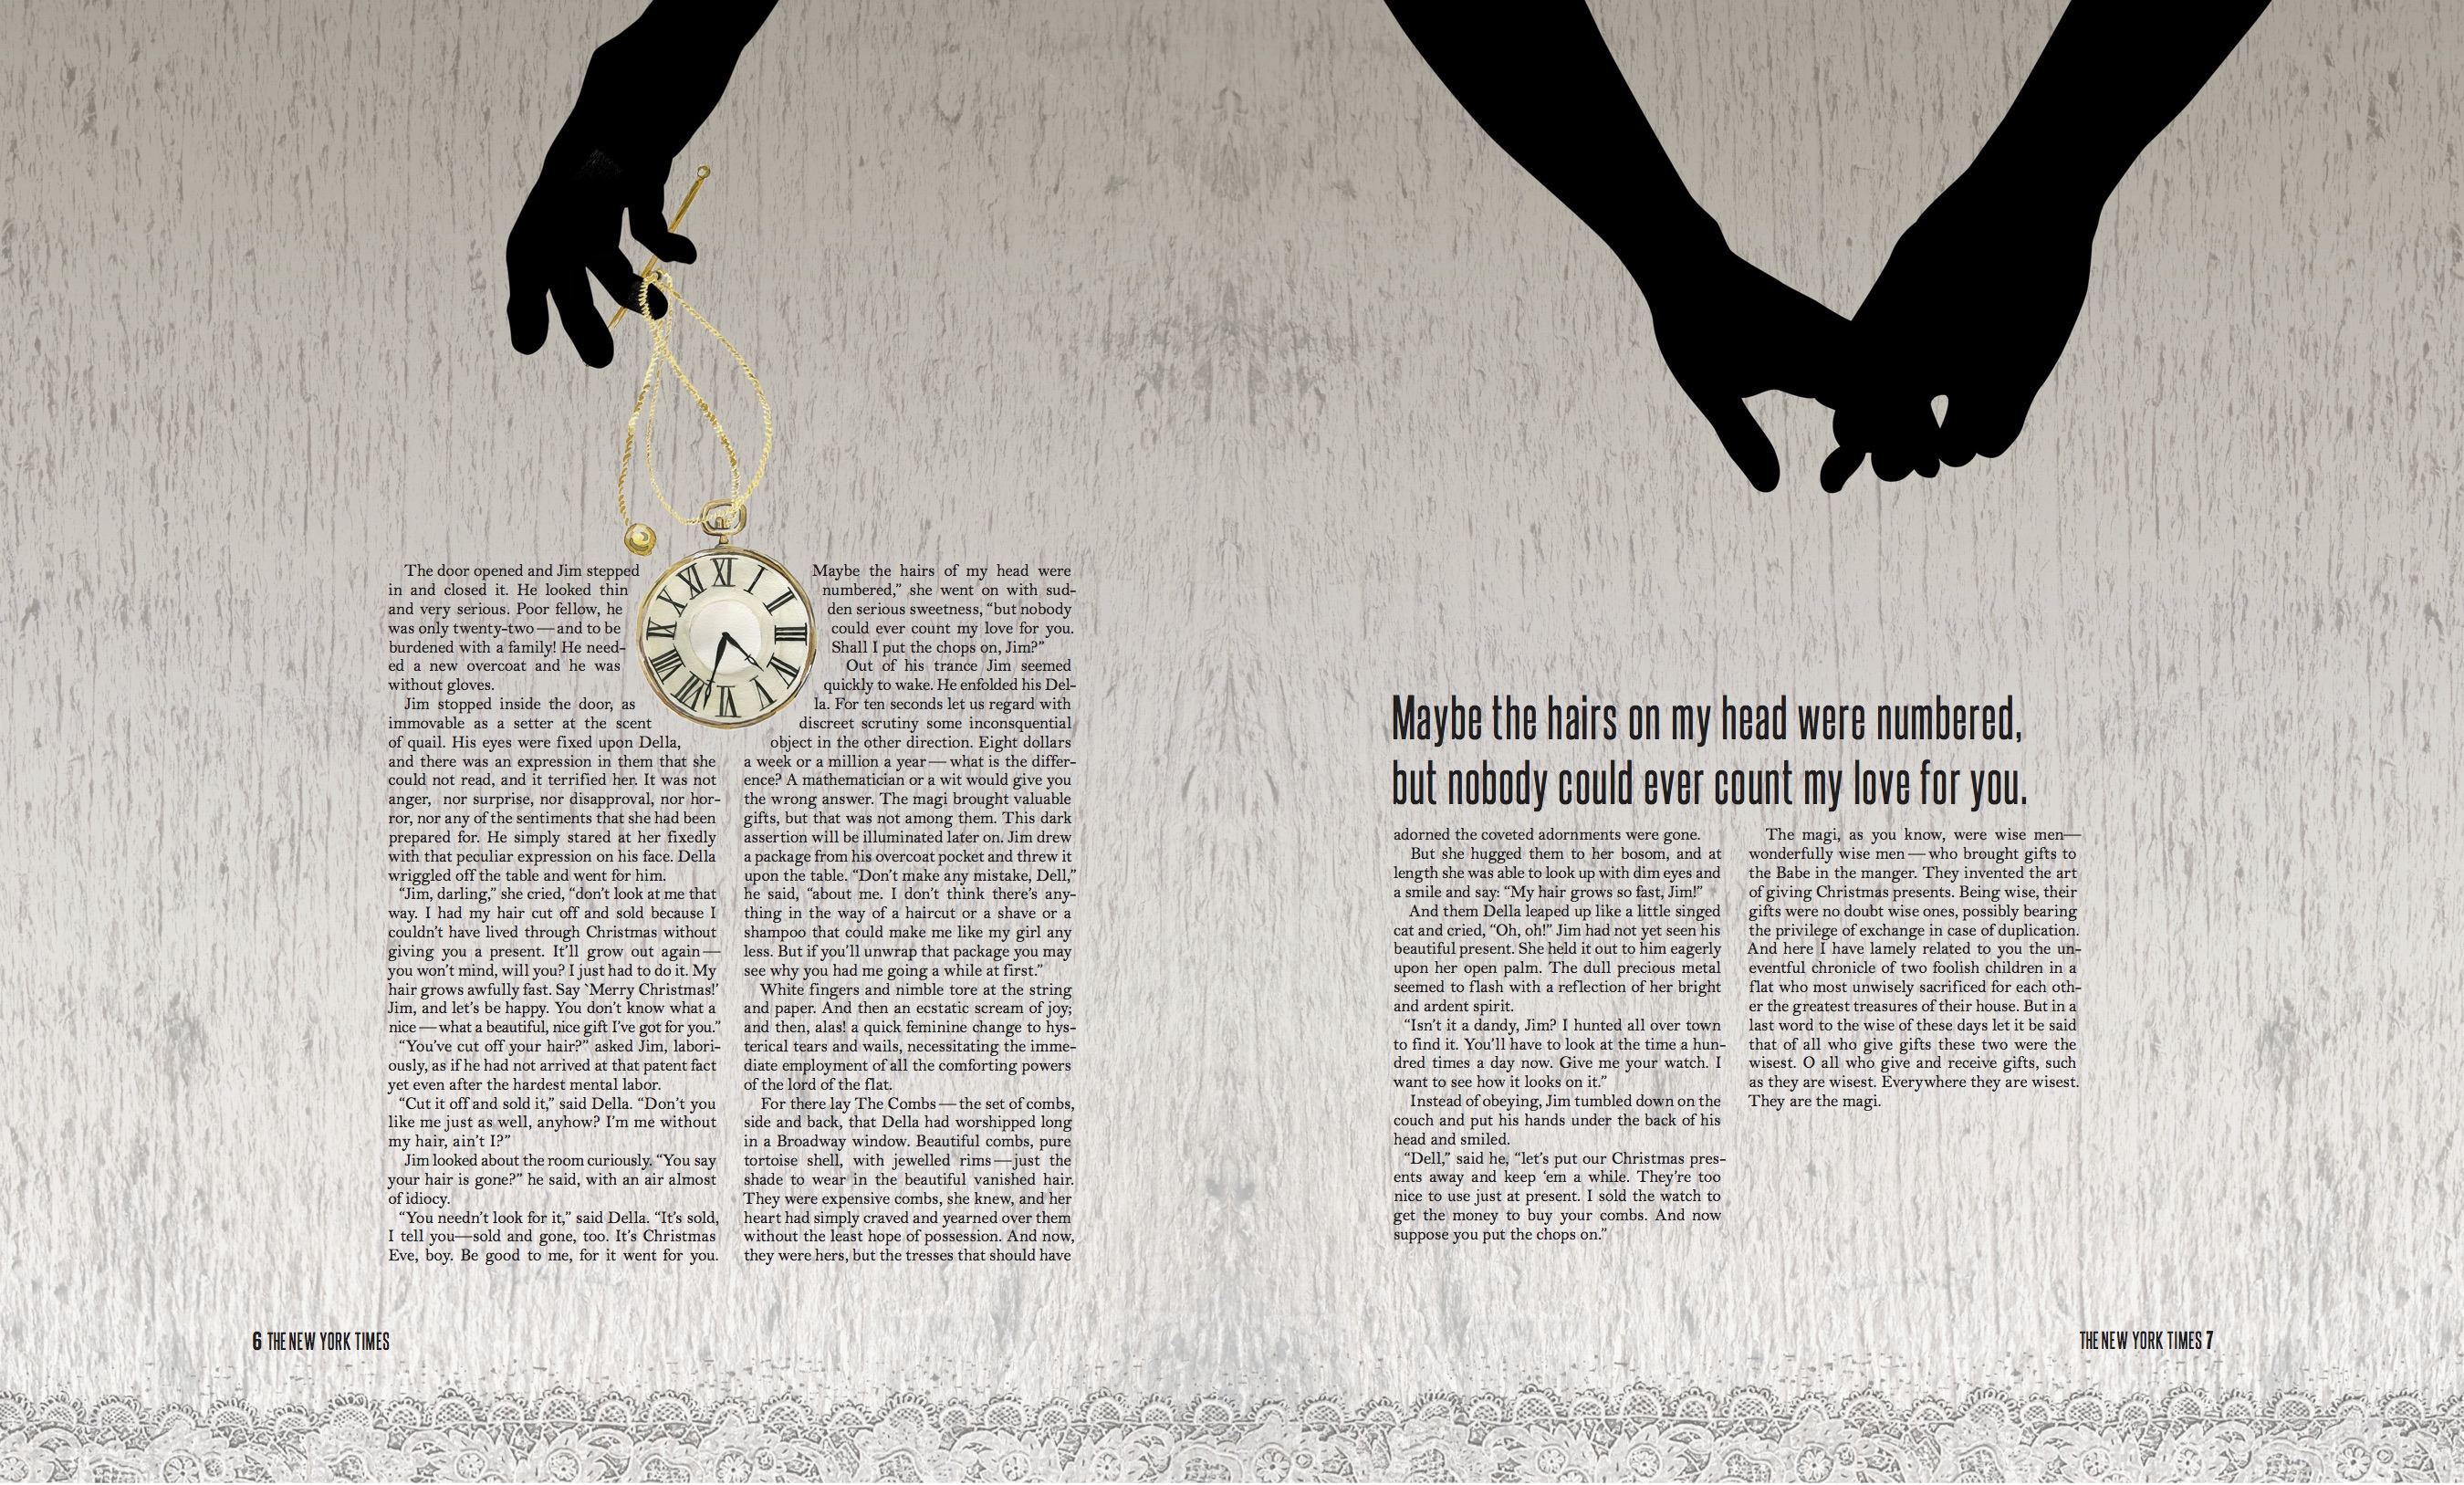 The door opened and Jim stepped
in and closed it. He looked thin
and very serious. Poor fellow, he
was only twenty-two — and to be
burdened with a family! He need-
ed a new overcoat and he was
without gloves.
Jim stopped inside the door, as
immovable as a setter at the scent
of quail. His eyes were fixed upon Della,
and there was an expression in them that she
could not read, and it terrified her. It was not
anger, nor surprise, nor disapproval, nor hor-
ror, nor any of the sentiments that she had been
prepared for. He simply stared at her fixedly
with that peculiar expression on his face. Della
wriggled off the table and went for him.
“Jim, darling,” she cried, “don’t look at me that
way. I had my hair cut off and sold because I
couldn’t have lived through Christmas without
giving you a present. It’ll grow out again —
you won’t mind, will you? I just had to do it. My
hair grows awfully fast. Say `Merry Christmas!’
Jim, and let’s be happy. You don’t know what a
nice — what a beautiful, nice gift I’ve got for you.”
“You’ve cut off your hair?” asked Jim, labori-
ously, as if he had not arrived at that patent fact
yet even after the hardest mental labor.
“Cut it off and sold it,” said Della. “Don’t you
like me just as well, anyhow? I’m me without
my hair, ain’t I?”
Jim looked about the room curiously. “You say
your hair is gone?” he said, with an air almost
of idiocy.
“You needn’t look for it,” said Della. “It’s sold,
I tell you—sold and gone, too. It’s Christmas
Eve, boy. Be good to me, for it went for you.
XII I II III IV V VI VII VIII IX X XI
Maybe the hairs of my head were
numbered,” she went on with sud-
den serious sweetness, “but nobody
could ever count my love for you.
Shall I put the chops on, Jim?”
Out of his trance Jim seemed
quickly to wake. He enfolded his Del-
la. For ten seconds let us regard with
discreet scrutiny some inconsquential
object in the other direction. Eight dollars
a week or a million a year — what is the differ-
ence? A mathematician or a wit would give you
the wrong answer. The magi brought valuable
gifts, but that was not among them. This dark
assertion will be illuminated later on. Jim drew
a package from his overcoat pocket and threw it
upon the table. “Don’t make any mistake, Dell,”
he said, “about me. I don’t think there’s any-
thing in the way of a haircut or a shave or a
shampoo that could make me like my girl any
less. But if you’ll unwrap that package you may
see why you had me going a while at first.”
White fingers and nimble tore at the string
and paper. And then an ecstatic scream of joy;
and then, alas! a quick feminine change to hys-
terical tears and wails, necessitating the imme-
diate employment of all the comforting powers
of the lord of the flat.
For there lay The Combs — the set of combs,
side and back, that Della had worshipped long
in a Broadway window. Beautiful combs, pure
tortoise shell, with jewelled rims — just the
shade to wear in the beautiful vanished hair.
They were expensive combs, she knew, and her
heart had simply craved and yearned over them
without the least hope of possession. And now,
they were hers, but the tresses that should have
6 THE NEW YORK TIMES
Maybe the hairs on my head were numbered,
but nobody could ever count my love for you.
adorned the coveted adornments were gone.
But she hugged them to her bosom, and at
length she was able to look up with dim eyes and
a smile and say: “My hair grows so fast, Jim!”
And them Della leaped up like a little singed
cat and cried, “Oh, oh!” Jim had not yet seen his
beautiful present. She held it out to him eagerly
upon her open palm. The dull precious metal
seemed to flash with a reflection of her bright
and ardent spirit.
“Isn’t it a dandy, Jim? I hunted all over town
to find it. You’ll have to look at the time a hun-
dred times a day now. Give me your watch. I
want to see how it looks on it.”
Instead of obeying, Jim tumbled down on the
couch and put his hands under the back of his
head and smiled.
“Dell,” said he, “let’s put our Christmas pres-
ents away and keep ‘em a while. They’re too
nice to use just at present. I sold the watch to
get the money to buy your combs. And now
suppose you put the chops on.”
The magi, as you know, were wise men—
wonderfully wise men — who brought gifts to
the Babe in the manger. They invented the art
of giving Christmas presents. Being wise, their
gifts were no doubt wise ones, possibly bearing
the privilege of exchange in case of duplication.
And here I have lamely related to you the un-
eventful chronicle of two foolish children in a
flat who most unwisely sacrificed for each oth-
er the greatest treasures of their house. But in a
last word to the wise of these days let it be said
that of all who give gifts these two were the
wisest. O all who give and receive gifts, such
as they are wisest. Everywhere they are wisest.
They are the magi.
THE NEW YORK TIMES 7